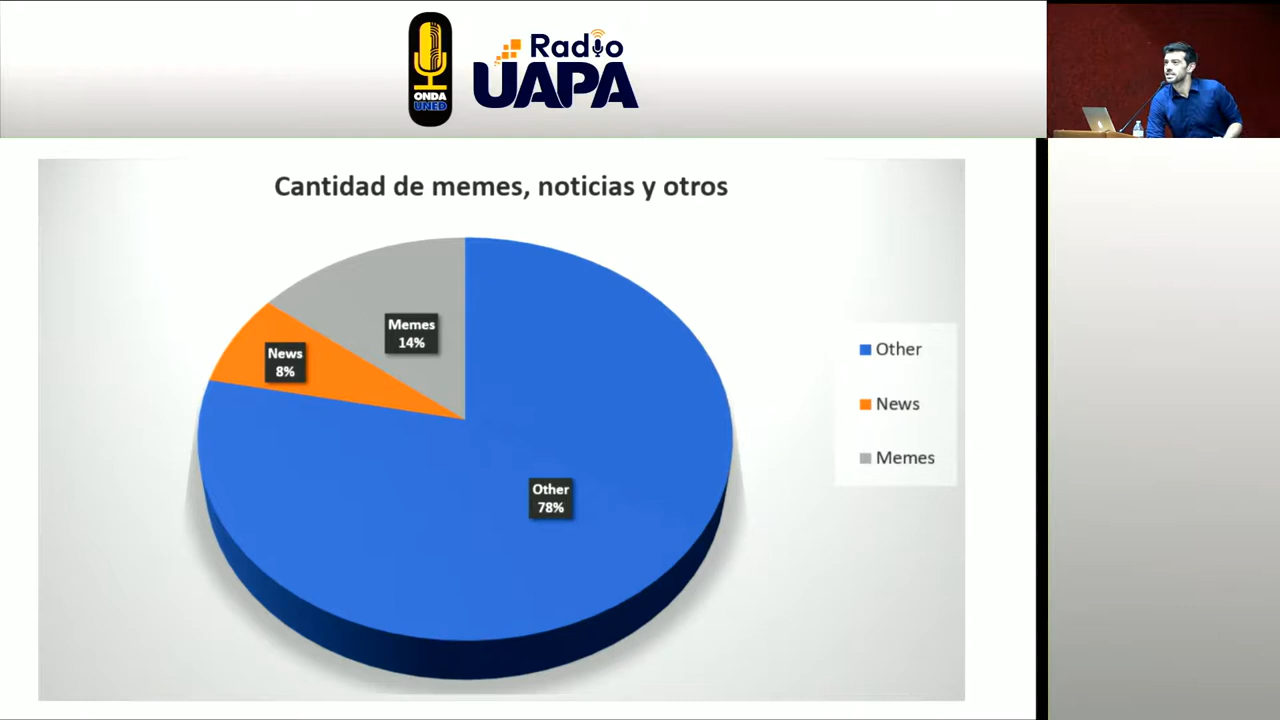 ONDA
UNED
Radio
UAPA
Cantidad de memes, noticias y otros
Memes
14%
News
8%
Other
78%
Other
News
Memes